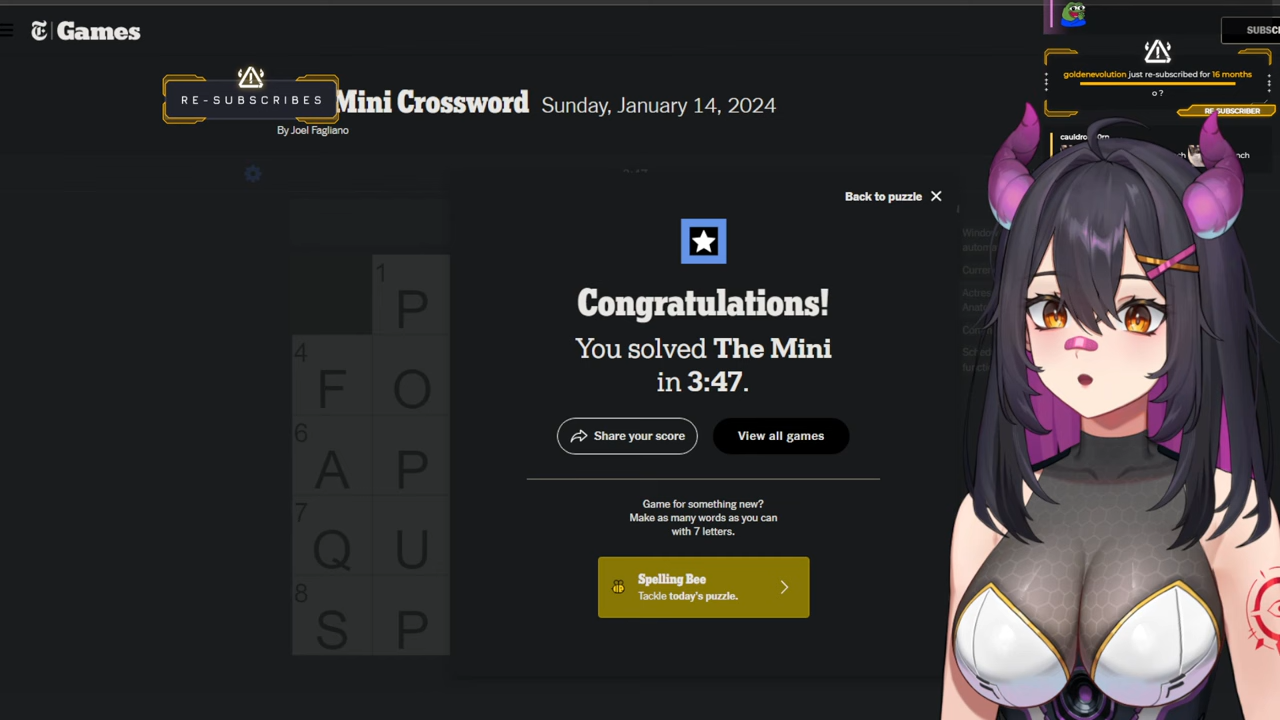 Games
SUBSC
goldenevolution just re-subscribed for 16 months
o ?
RE-SUBSCRIBER
RE-SUBSCRIBES
Mini Crossword Sunday, January 14, 2024
By Joel Fagliano
Back to puzzle
Congratulations!
You solved The Mini
in 3:47.
Share your score
View all games
Game for something new?
Make as many words as you can
with 7 letters.
Spelling Bee
Tackle today's puzzle.
1
P
4
F O
6
A P
7
Q U
8
S P